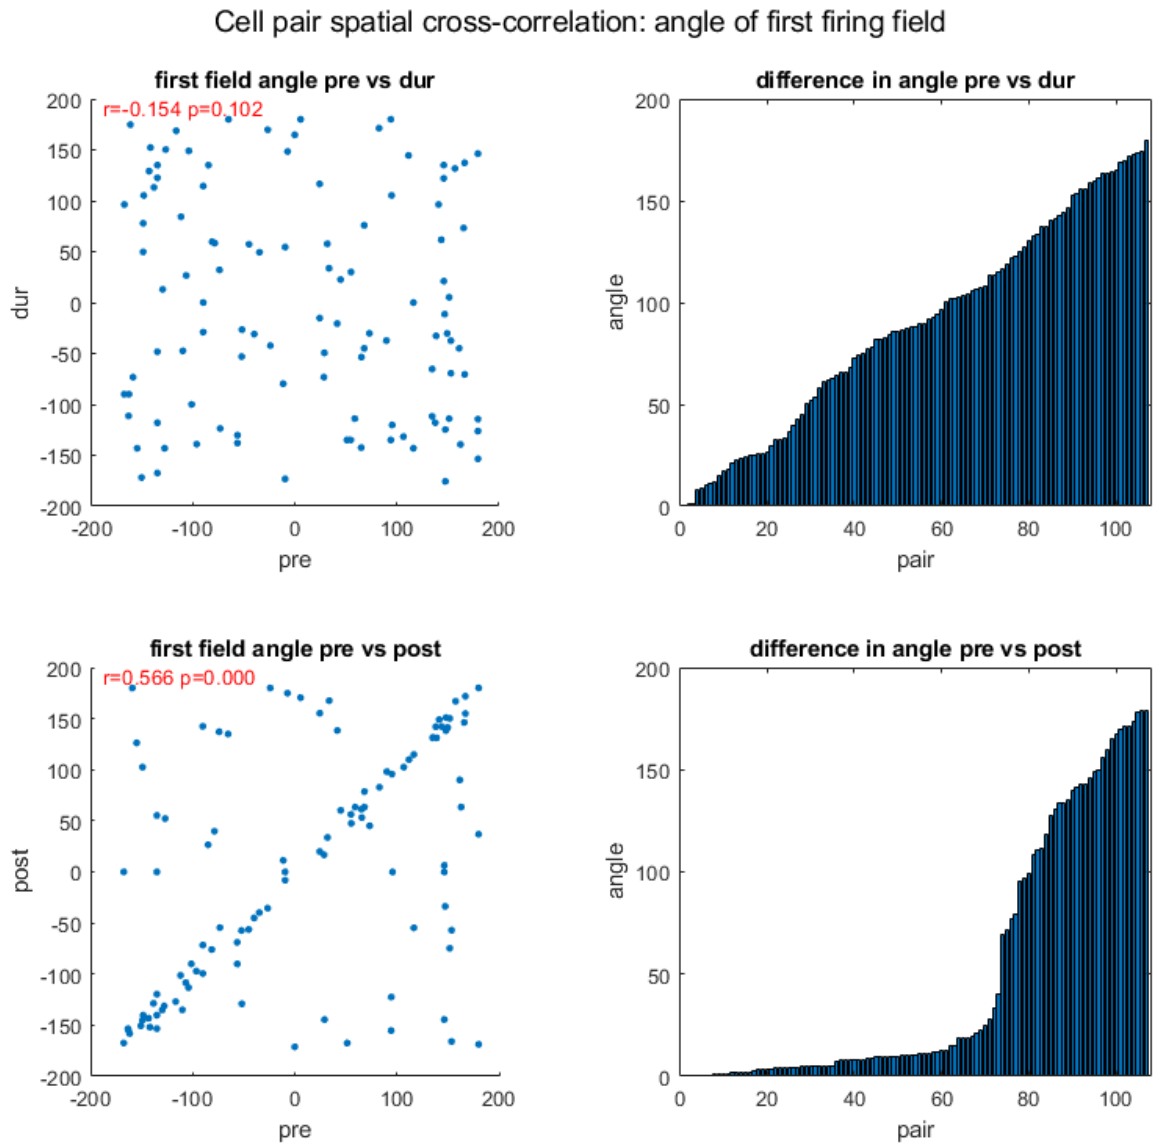 Cell pair spatial cross-correlation: angle of first firing field
first field angle pre vs dur
r=-0.154 p=0.102
200
150
100
50
0
-50
-100
-150
-200
dur
-200 -100 0 100 200
pre
difference in angle pre vs dur
200
150
100
50
0
angle
0 20 40 60 80 100
pair
first field angle pre vs post
r=0.566 p=0.000
200
150
100
50
0
-50
-100
-150
-200
post
-200 -100 0 100 200
pre
difference in angle pre vs post
200
150
100
50
0
angle
0 20 40 60 80 100
pair